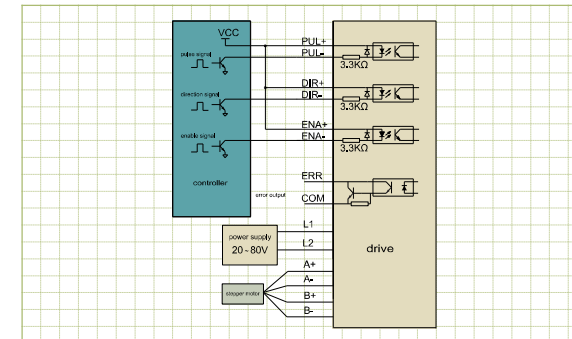 VCC
pulse signal
direction signal
enable signal
controller
PUL+
PUL-
3.3KΩ
DIR+
DIR-
3.3KΩ
ENA+
ENA-
3.3KΩ
ERR
error output
COM
L1
power supply
20~80V
L2
drive
A+
A-
stepper motor
B+
B-